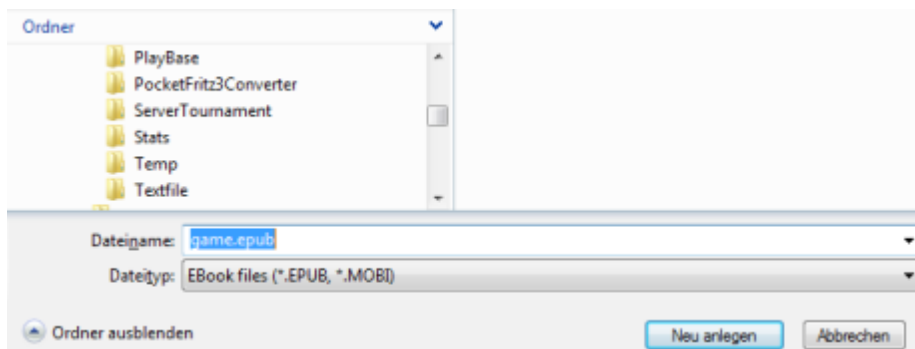 Ordner
PlayBase
PocketFritz3Converter
ServerTournament
Stats
Temp
Textfile
Dateiname: game.epub
Dateityp: EBook files (*.EPUB, *.MOBI)
Ordner ausblenden Neu anlegen Abbrechen